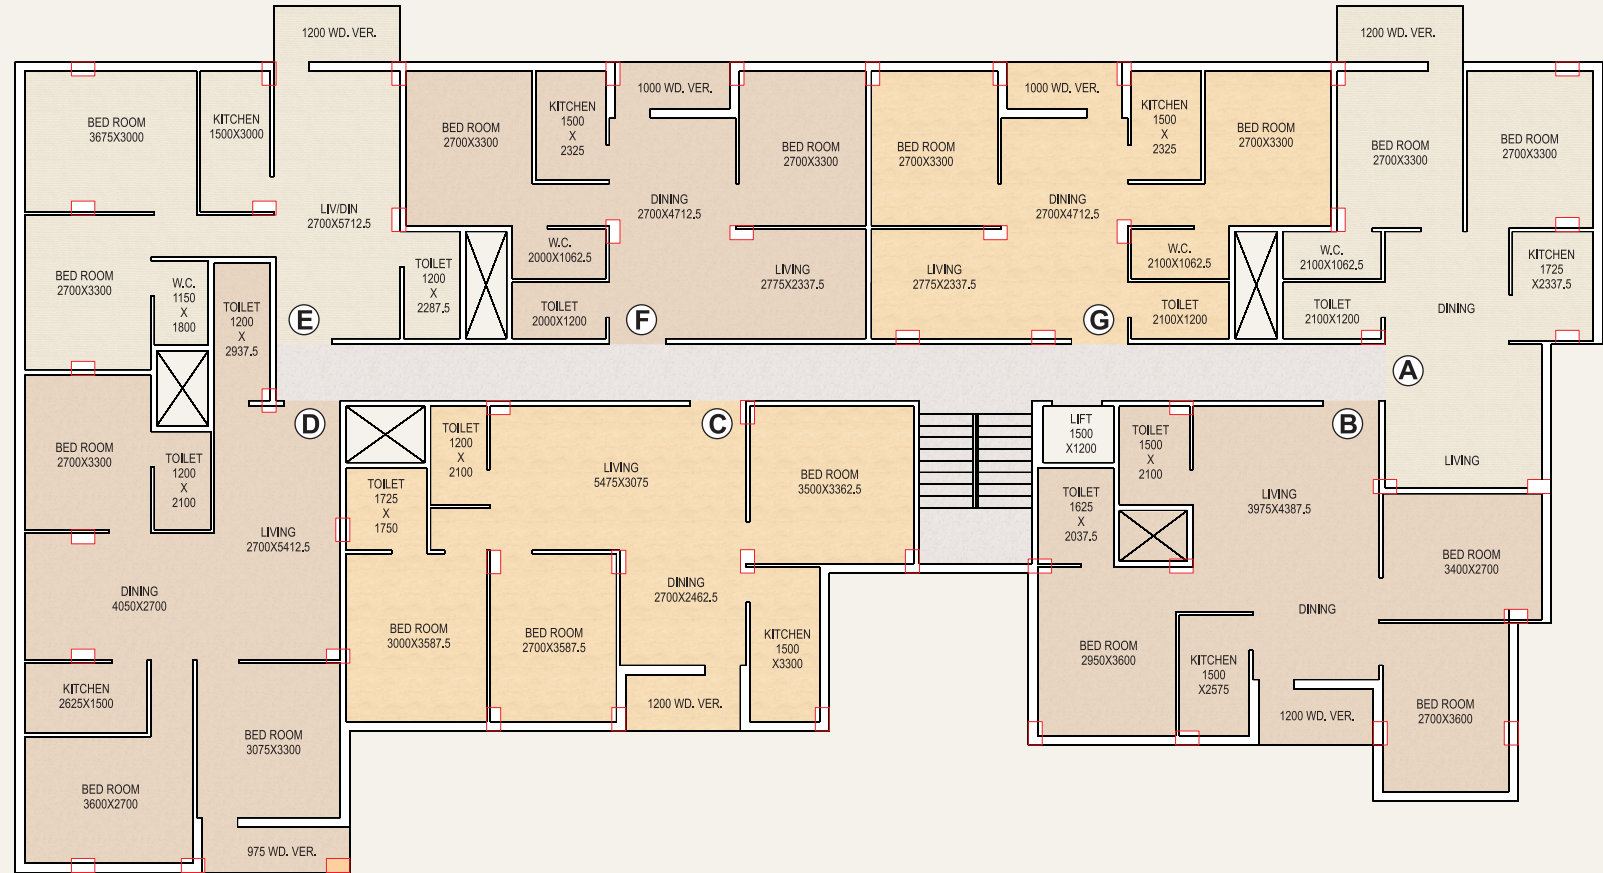 1200 WD. VER.
BED ROOM
3675X3000
KITCHEN
1500X3000
LIV/DIN
2700X5712.5
BED ROOM
2700X3300
W.C.
1150
X
1800
TOILET
1200
X
2287.5
E
BED ROOM
2700X3300
KITCHEN
1500
X
2325
1000 WD. VER.
BED ROOM
2700X3300
DINING
2700X4712.5
W.C.
2000X1062.5
LIVING
2775X2337.5
TOILET
2000X1200
F
BED ROOM
2700X3300
1000 WD. VER.
KITCHEN
1500
X
2325
BED ROOM
2700X3300
DINING
2700X4712.5
W.C.
2100X1062.5
LIVING
2775X2337.5
TOILET
2100X1200
G
1200 WD. VER.
BED ROOM
2700X3300
BED ROOM
2700X3300
W.C.
2100X1062.5
KITCHEN
1725
X2337.5
TOILET
2100X1200
DINING
A
LIVING
TOILET
1200
X
2937.5
D
BED ROOM
2700X3300
TOILET
1200
X
2100
LIVING
2700X5412.5
DINING
4050X2700
KITCHEN
2625X1500
BED ROOM
3075X3300
BED ROOM
3600X2700
975 WD. VER.
TOILET
1200
X
2100
C
LIVING
5475X3075
BED ROOM
3500X3362.5
TOILET
1725
X
1750
DINING
2700X2462.5
BED ROOM
3000X3587.5
BED ROOM
2700X3587.5
KITCHEN
1500
X3300
1200 WD. VER.
LIFT
1500
X1200
TOILET
1500
X
2100
B
TOILET
1625
X
2037.5
LIVING
3975X4387.5
BED ROOM
3400X2700
DINING
BED ROOM
2950X3600
KITCHEN
1500
X2575
1200 WD. VER.
BED ROOM
2700X3600